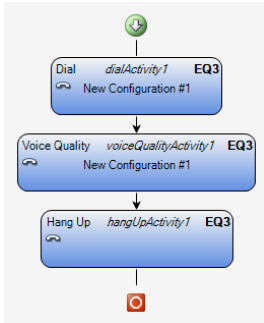 Dial dialActivity1 EQ3
New Configuration #1
Voice Quality voiceQualityActivity1 EQ3
New Configuration #1
Hang Up hangUpActivity1 EQ3